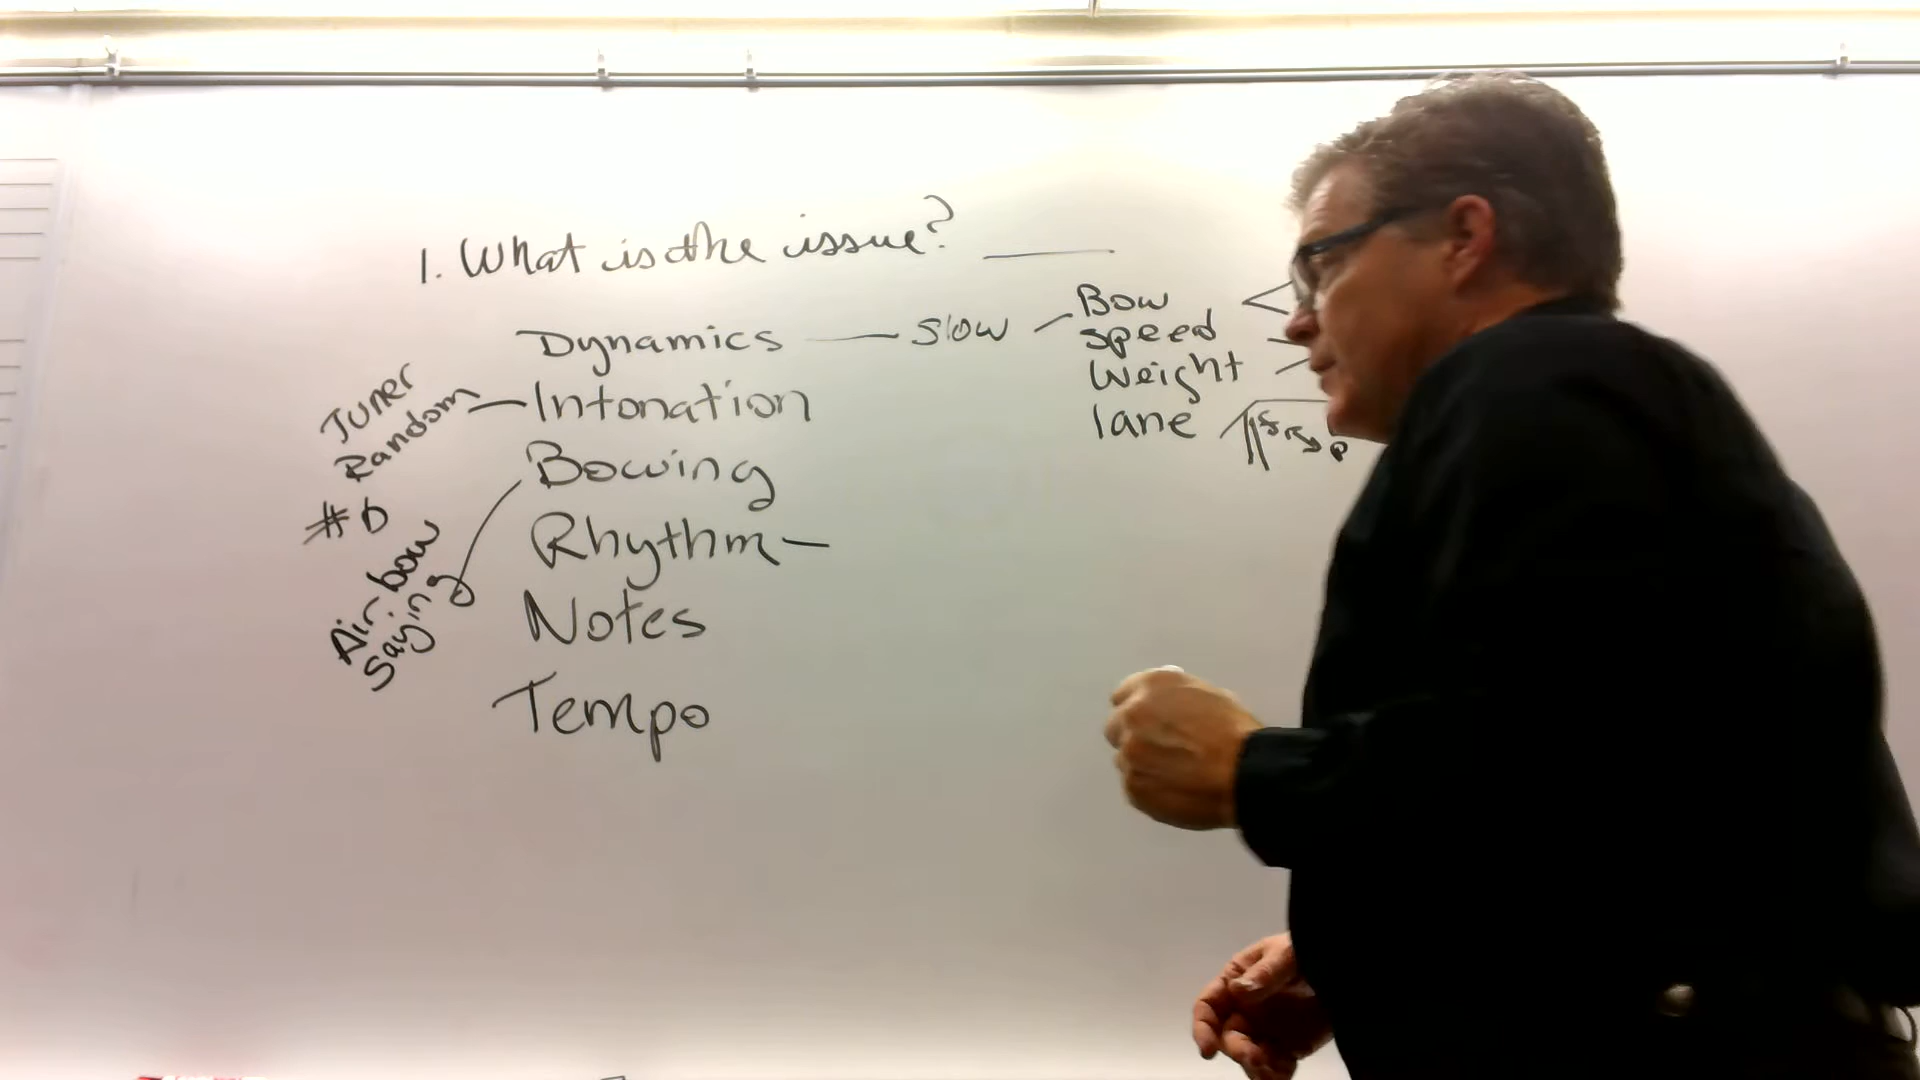 1. What is the issue?
Dynamics — slow — Bow
speed
weight
lane
Tuner
Random — Intonation
# b
Bowing
Air-bow
saying
Rhythm —
Notes
Tempo